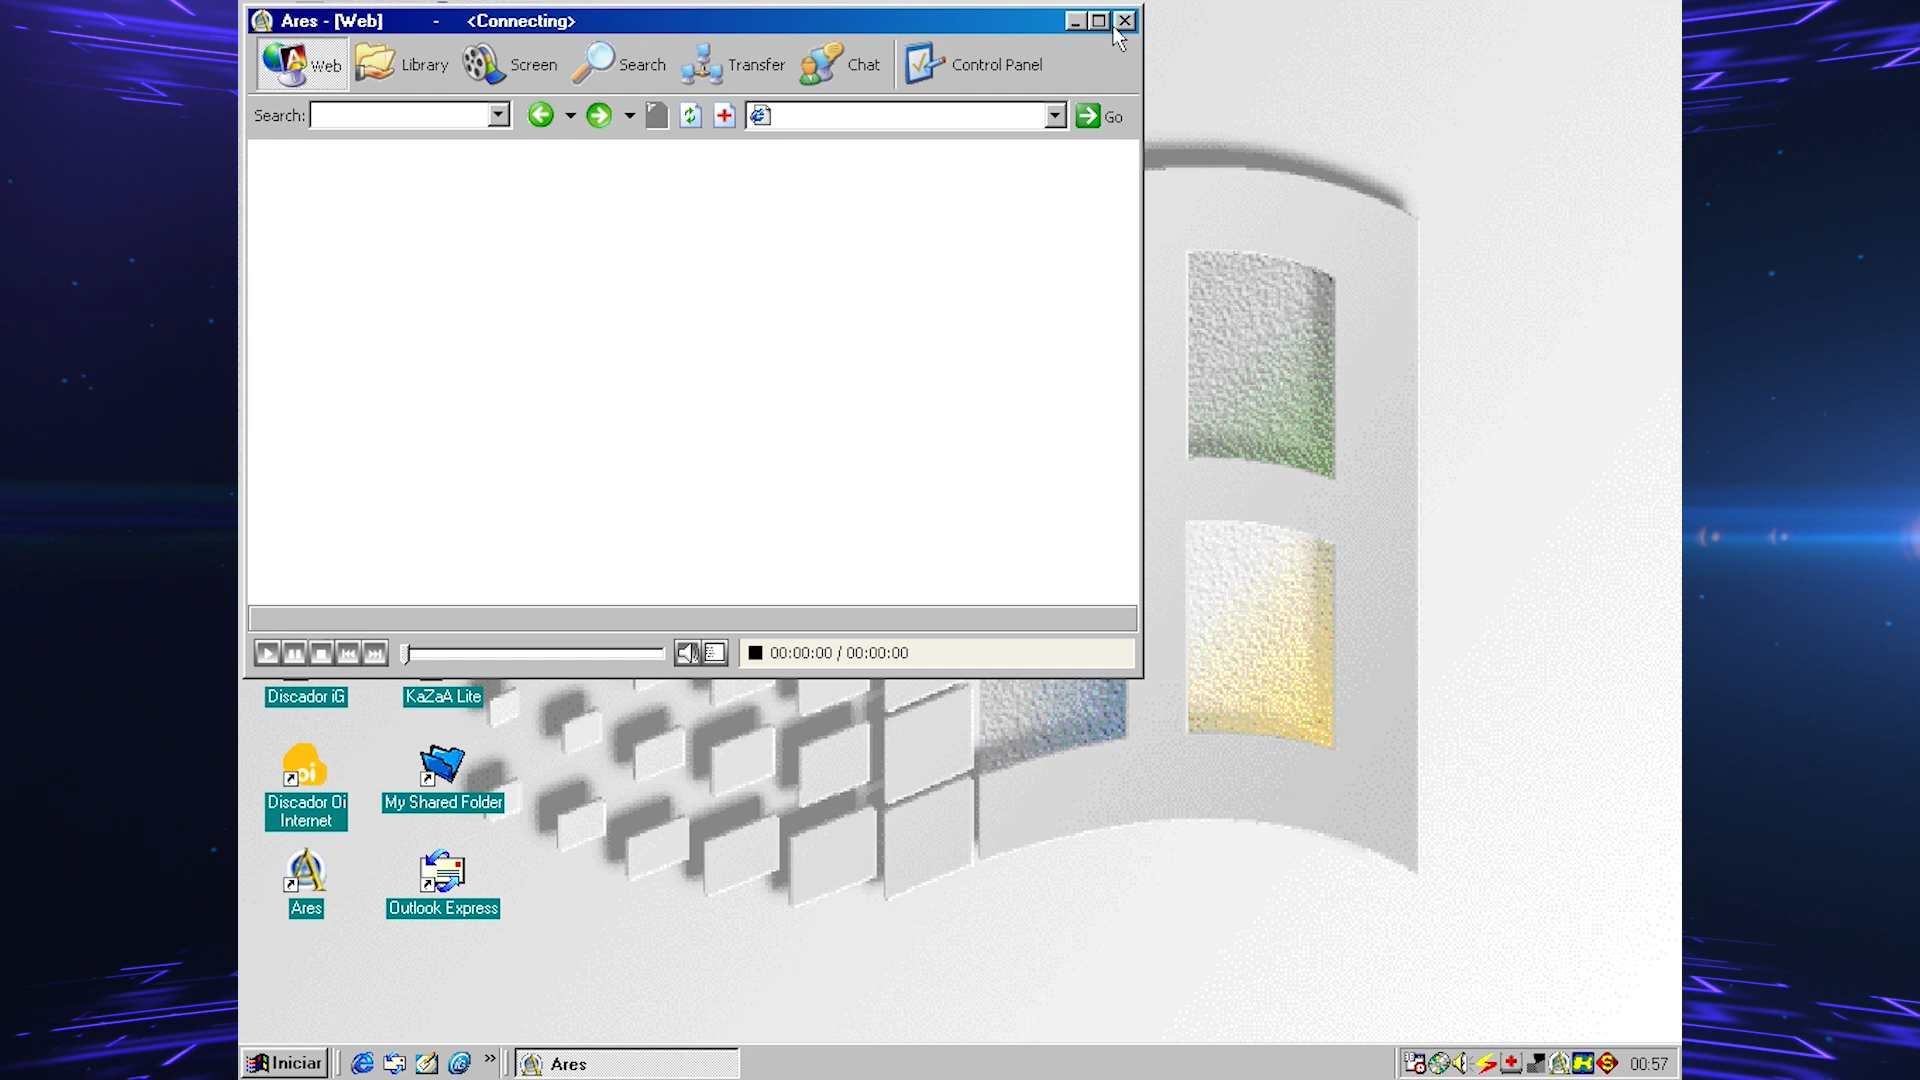 Ares - [Web] - <Connecting>
Web Library Screen Search Transfer Chat Control Panel
Search: Go
00:00:00 / 00:00:00
Discador iG
KaZaA Lite
Discador Oi
Internet
My Shared Folder
Ares
Outlook Express
Iniciar
Ares
00:57